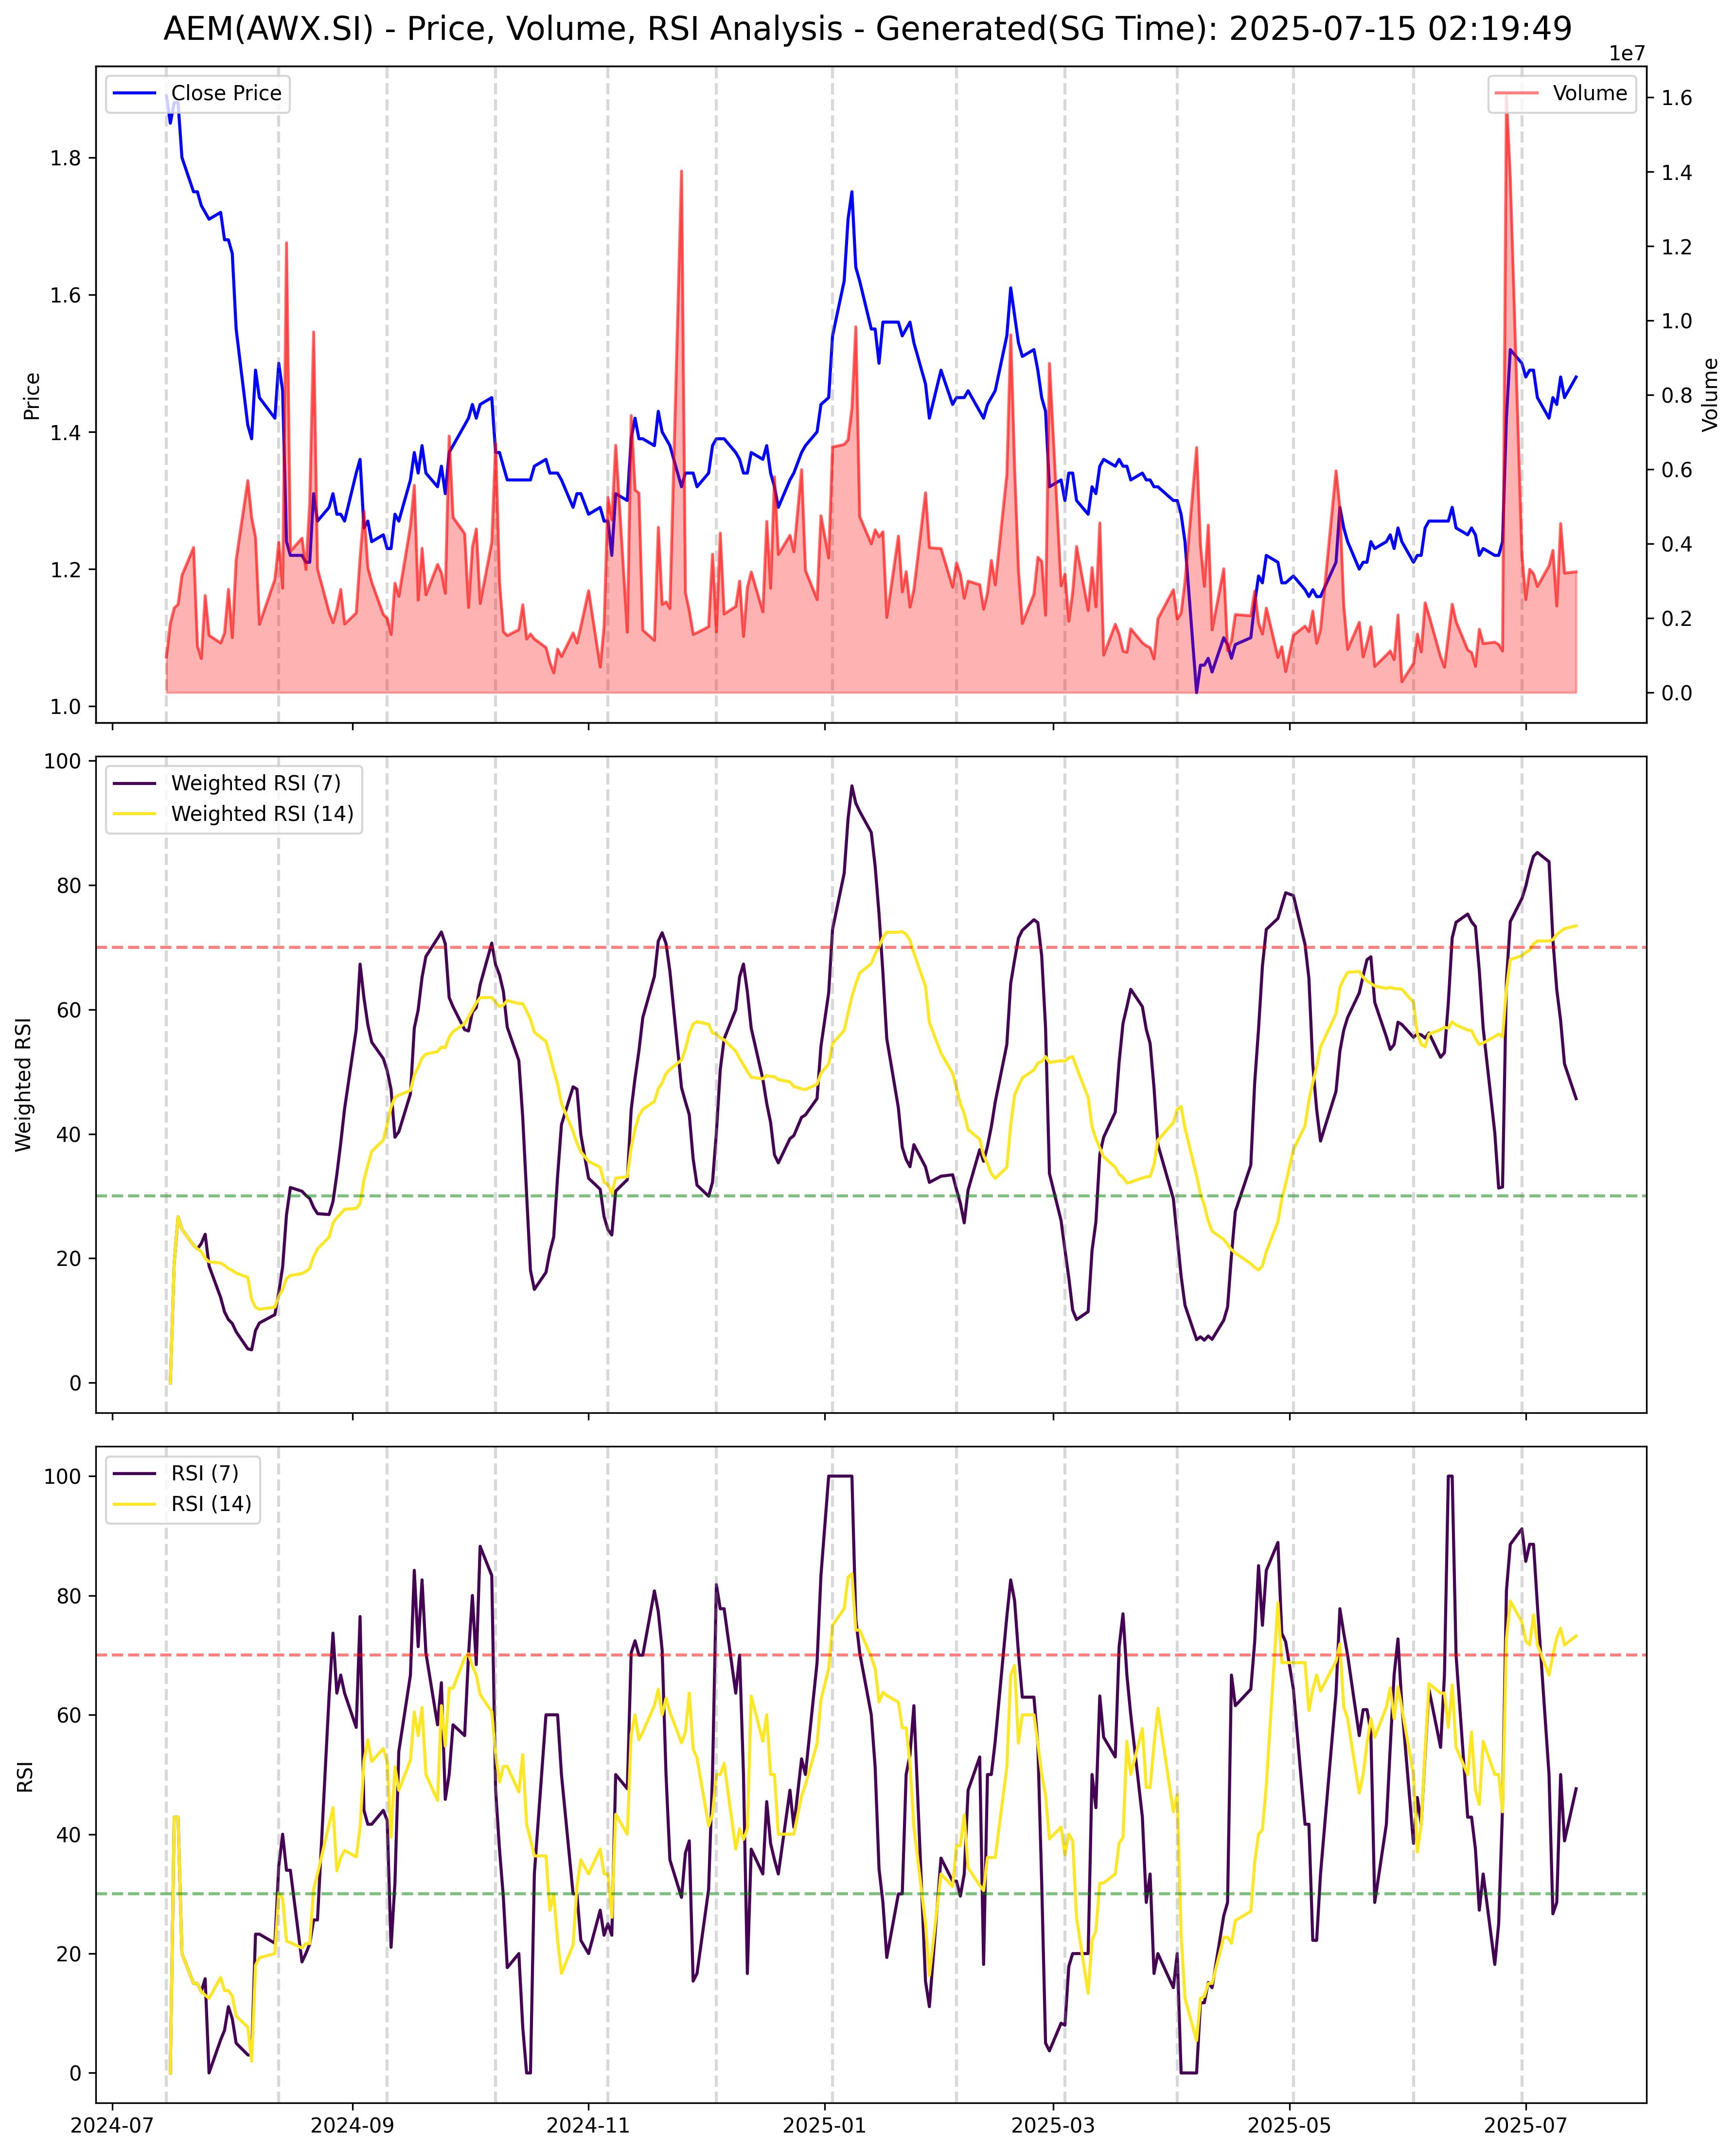 AEM(AWX.SI) - Price, Volume, RSI Analysis - Generated(SG Time): 2025-07-15 02:19:49
1e7
Close Price
Volume
1.8
1.6
1.4
1.2
1.0
Price
1.6
1.4
1.2
1.0
0.8
0.6
0.4
0.2
0.0
Volume
Weighted RSI (7)
Weighted RSI (14)
100
80
60
40
20
0
Weighted RSI
RSI (7)
RSI (14)
100
80
60
40
20
0
RSI
2024-07
2024-09
2024-11
2025-01
2025-03
2025-05
2025-07